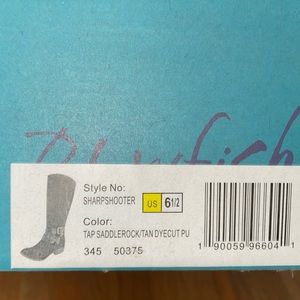 Blowfish
Style No:
SHARPSHOOTER
US 6 1/2
Color:
TAP SADDLEROCK/TAN DYECUT PU
345 50375
1 90059 96604 1